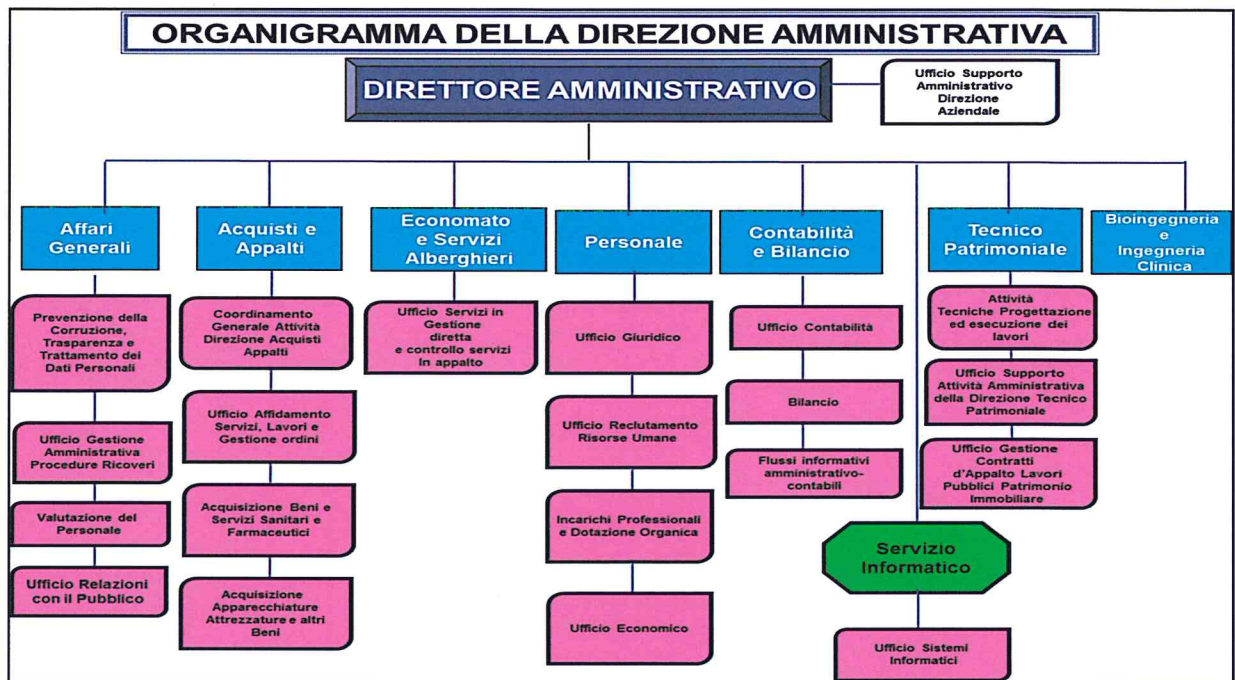 ORGANIGRAMMA DELLA DIREZIONE AMMINISTRATIVA
DIRETTORE AMMINISTRATIVO
Ufficio Supporto
Amministrativo
Direzione
Aziendale
Affari
Generali
Acquisti e
Appalti
Economato
e Servizi
Alberghieri
Personale
Contabilità
e Bilancio
Tecnico
Patrimoniale
Bioingegneria
e
Ingegneria
Clinica
Prevenzione della
Corruzione,
Trasparenza e
Trattamento dei
Dati Personali
Ufficio Gestione
Amministrativa
Procedure Ricoveri
Valutazione del
Personale
Ufficio Relazioni
con il Pubblico
Coordinamento
Generale Attività
Direzione Acquisti
Appalti
Ufficio Affidamento
Servizi, Lavori e
Gestione ordini
Acquisizione Beni e
Servizi Sanitari e
Farmaceutici
Acquisizione
Apparecchiature
Attrezzature e altri
Beni
Ufficio Servizi in
Gestione
diretta
e controllo servizi
In appalto
Ufficio Giuridico
Ufficio Reclutamento
Risorse Umane
Incarichi Professionali
e Dotazione Organica
Ufficio Economico
Ufficio Contabilità
Bilancio
Flussi informativi
amministrativo-
contabili
Attività
Tecniche Progettazione
ed esecuzione dei
lavori
Ufficio Supporto
Attività Amministrativa
della Direzione Tecnico
Patrimoniale
Ufficio Gestione
Contratti
d'Appalto Lavori
Pubblici Patrimonio
Immobiliare
Servizio
Informatico
Ufficio Sistemi
Informatici